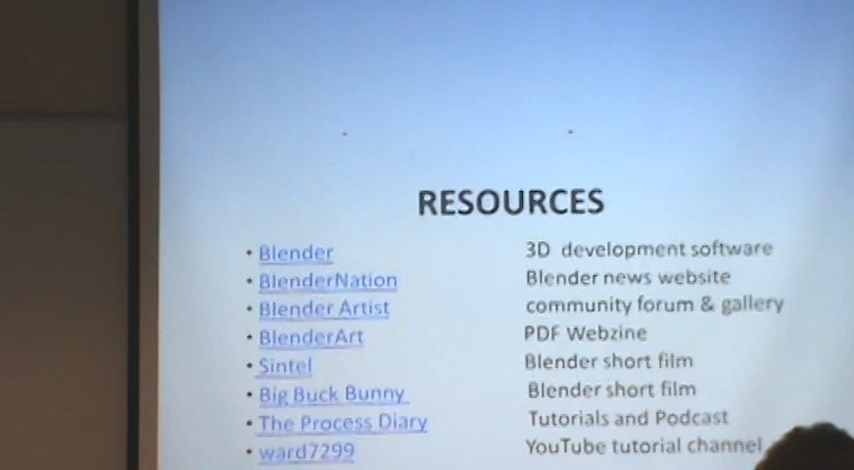 RESOURCES
• Blender 3D development software
• BlenderNation Blender news website
• Blender Artist community forum & gallery
• BlenderArt PDF Webzine
• Sintel Blender short film
• Big Buck Bunny Blender short film
• The Process Diary Tutorials and Podcast
• ward7299 YouTube tutorial channel